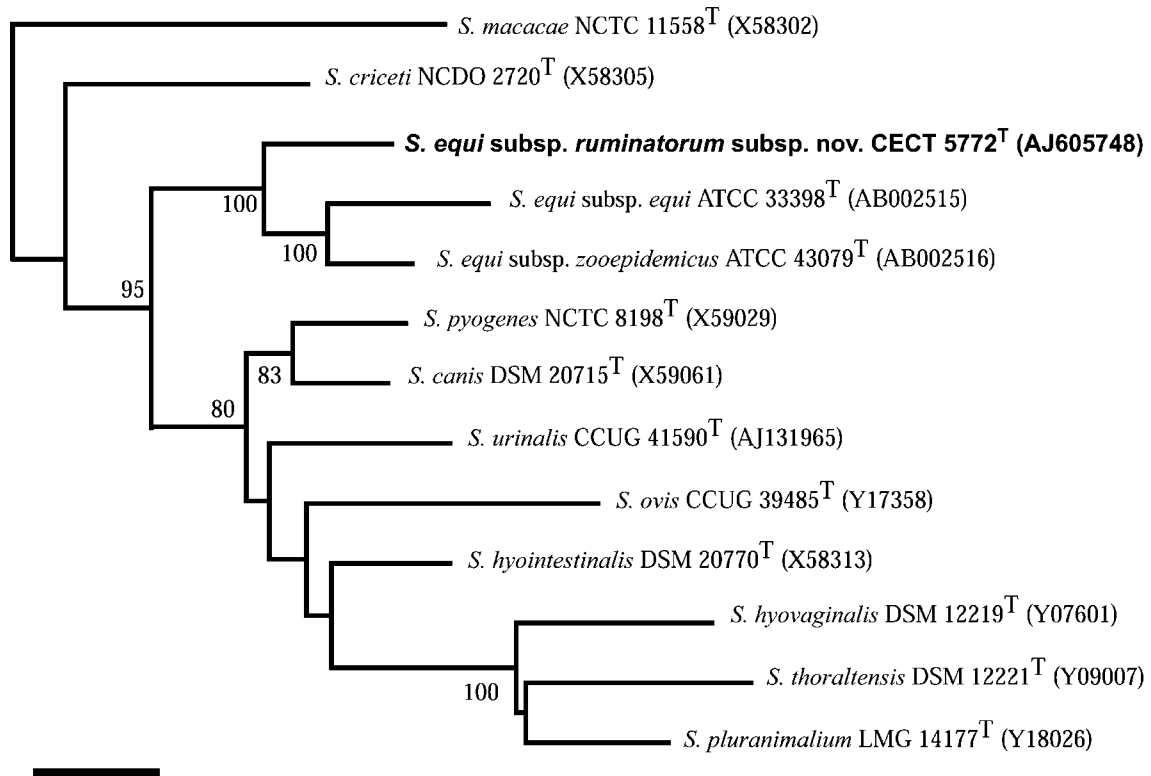 S. macacae NCTC 11558T (X58302)
S. criceti NCDO 2720T (X58305)
S. equi subsp. ruminatorum subsp. nov. CECT 5772T (AJ605748)
100
S. equi subsp. equi ATCC 33398T (AB002515)
100
S. equi subsp. zooepidemicus ATCC 43079T (AB002516)
95
S. pyogenes NCTC 8198T (X59029)
83
S. canis DSM 20715T (X59061)
80
S. urinalis CCUG 41590T (AJ131965)
S. ovis CCUG 39485T (Y17358)
S. hyointestinalis DSM 20770T (X58313)
S. hyovaginalis DSM 12219T (Y07601)
100
S. thoraltensis DSM 12221T (Y09007)
S. pluranimalium LMG 14177T (Y18026)